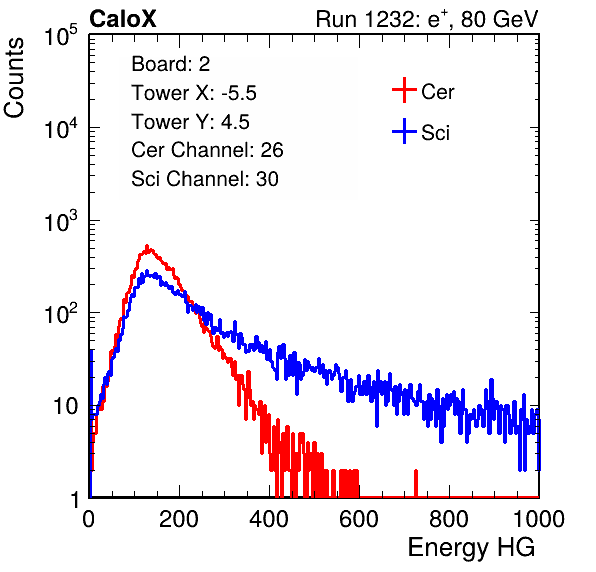 CaloX Run 1232: e⁺, 80 GeV
Board: 2
Tower X: -5.5
Tower Y: 4.5
Cer Channel: 26
Sci Channel: 30
Cer
Sci
Counts
10⁵
10⁴
10³
10²
10
1
0 200 400 600 800 1000
Energy HG